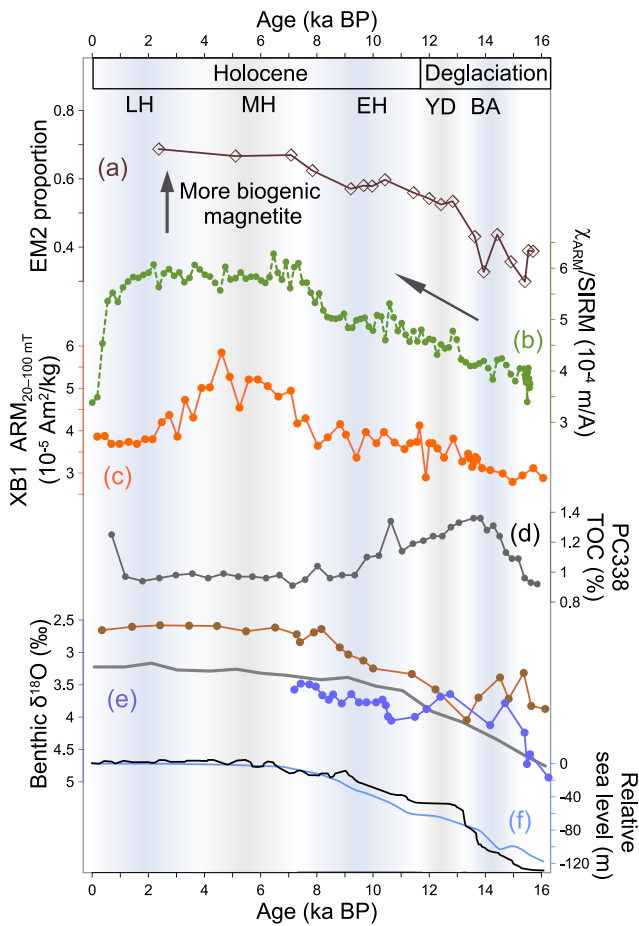 Age (ka BP)
0 2 4 6 8 10 12 14 16
Holocene Deglaciation
LH MH EH YD BA
0.8
(a)
0.6
0.4
EM2 proportion
More biogenic
magnetite
6
5
4
3
χARM/SIRM (10-4 m/A)
(b)
6
5
4
3
XB1 ARM20–100 mT
(10-5 Am2/kg)
(c)
(d)
1.4
1.2
1
0.8
PC338
TOC (%)
2.5
3
3.5
4
4.5
5
Benthic δ18O (‰)
(e)
0
-40
-80
-120
Relative
sea level (m)
(f)
0 2 4 6 8 10 12 14 16
Age (ka BP)